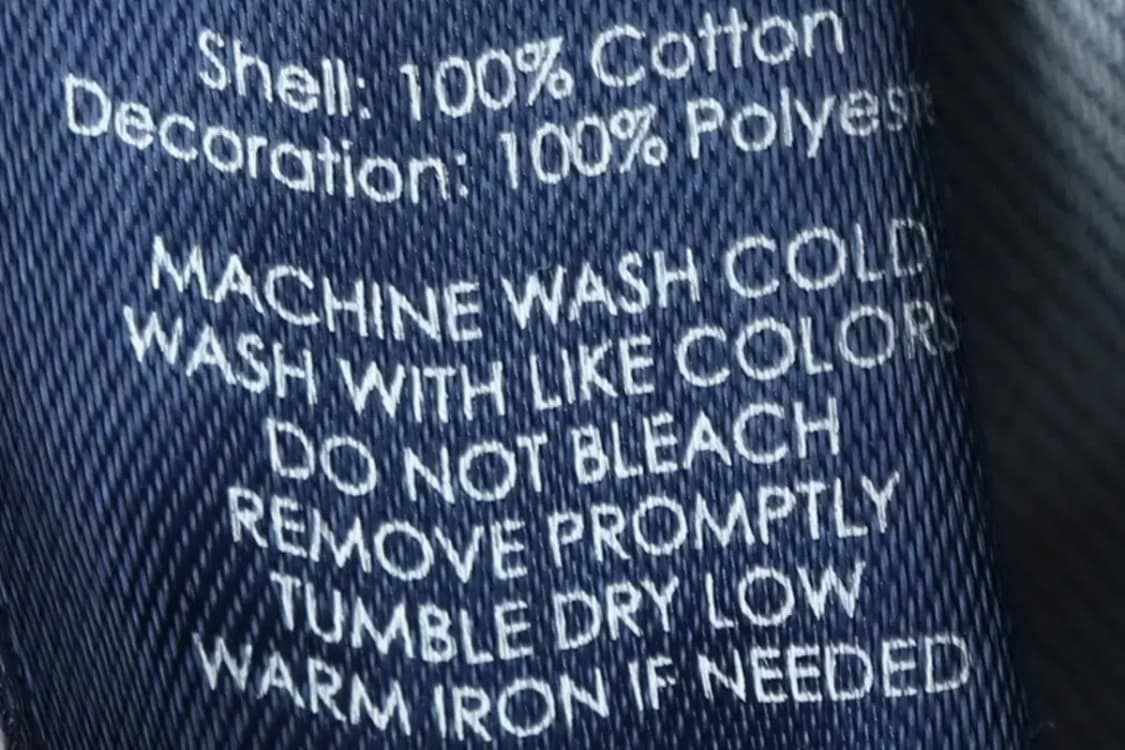 Shell: 100% Cotton
Decoration: 100% Polyeste
MACHINE WASH COLD
WASH WITH LIKE COLORS
DO NOT BLEACH
REMOVE PROMPTLY
TUMBLE DRY LOW
WARM IRON IF NEEDED